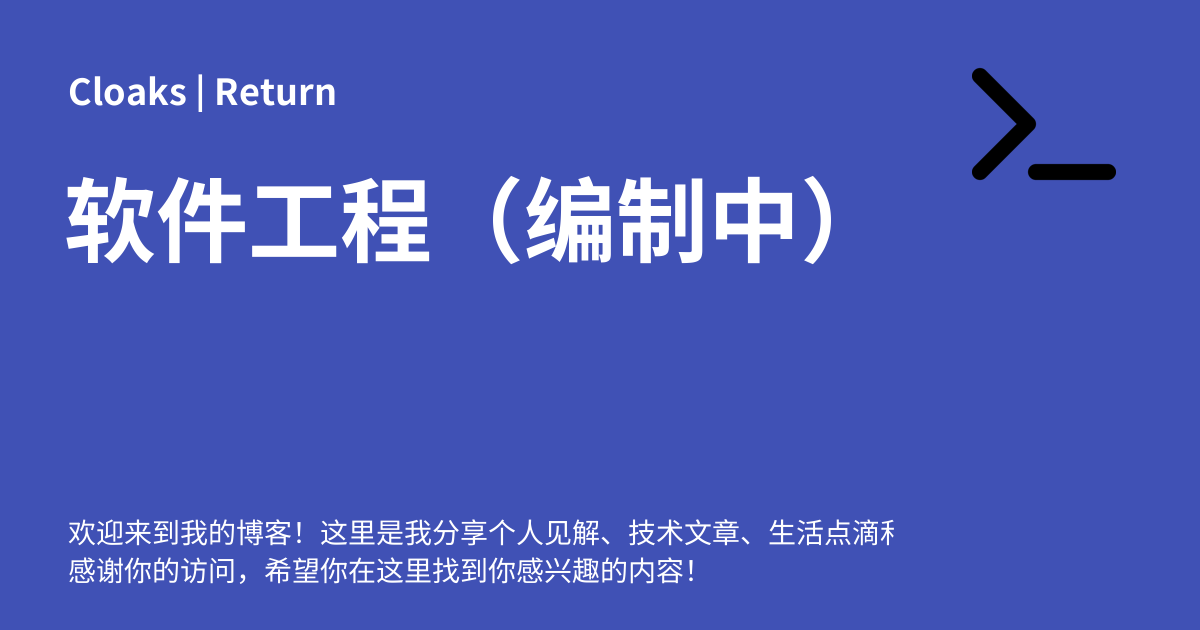 Cloaks | Return
软件工程（编制中）
欢迎来到我的博客！这里是我分享个人见解、技术文章、生活点滴
感谢你的访问，希望你在这里找到你感兴趣的内容！